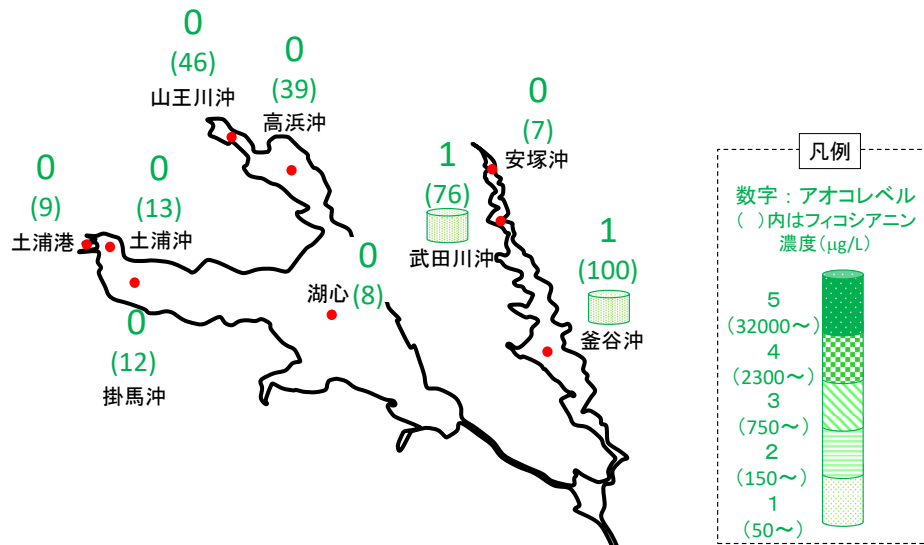 0
(46)
山王川沖
0
(39)
高浜沖
0
(7)
安塚沖
1
(76)
武田川沖
0
(9)
土浦港
0
(13)
土浦沖
1
(100)
釜谷沖
0
(8)
湖心
0
(12)
掛馬沖
凡例
数字：アオコレベル
（ ）内はフィコシアニン
濃度(μg/L)
5
(32000～)
4
(2300～)
3
(750～)
2
(150～)
1
(50～)